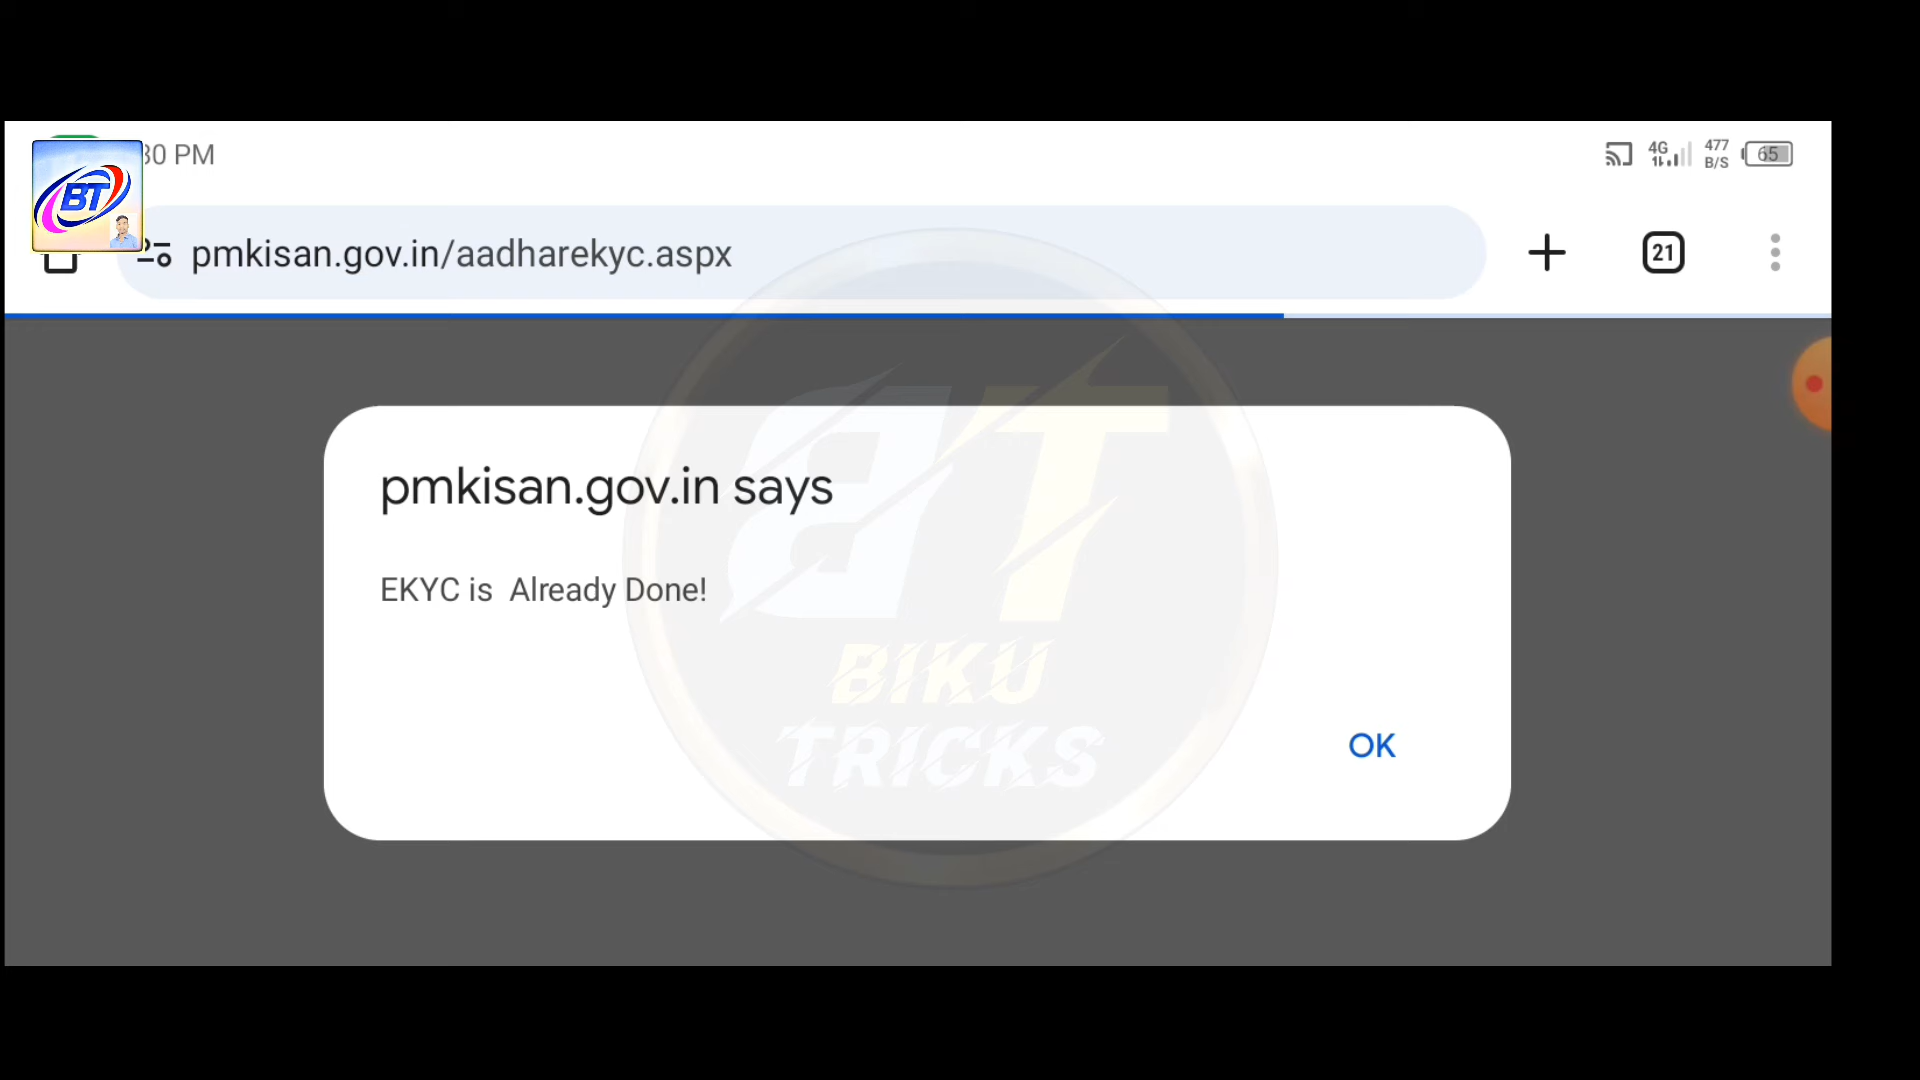 30 PM
4G
477
B/S
65
BT
pmkisan.gov.in/aadharekyc.aspx
21
pmkisan.gov.in says
EKYC is  Already Done!
OK
BT
BIKU
TRICKS